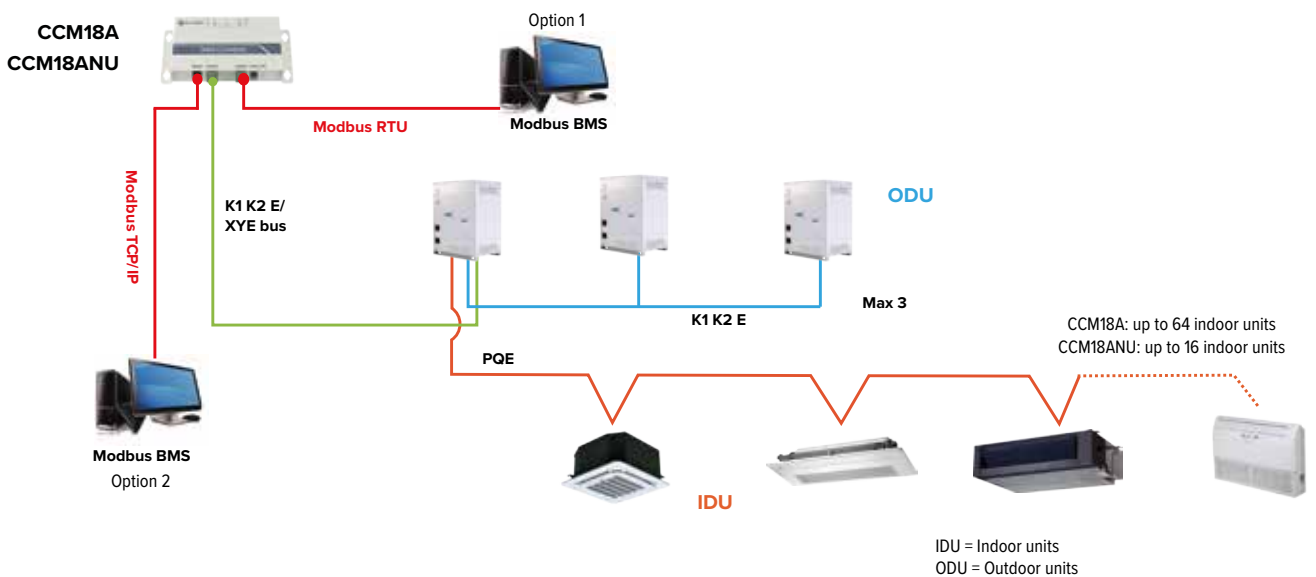 CCM18A
CCM18ANU
Option 1
Modbus RTU
Modbus BMS
Modbus TCP/IP
K1 K2 E/
XYE bus
ODU
Max 3
K1 K2 E
CCM18A: up to 64 indoor units
CCM18ANU: up to 16 indoor units
PQE
Modbus BMS
Option 2
IDU
IDU = Indoor units
ODU = Outdoor units